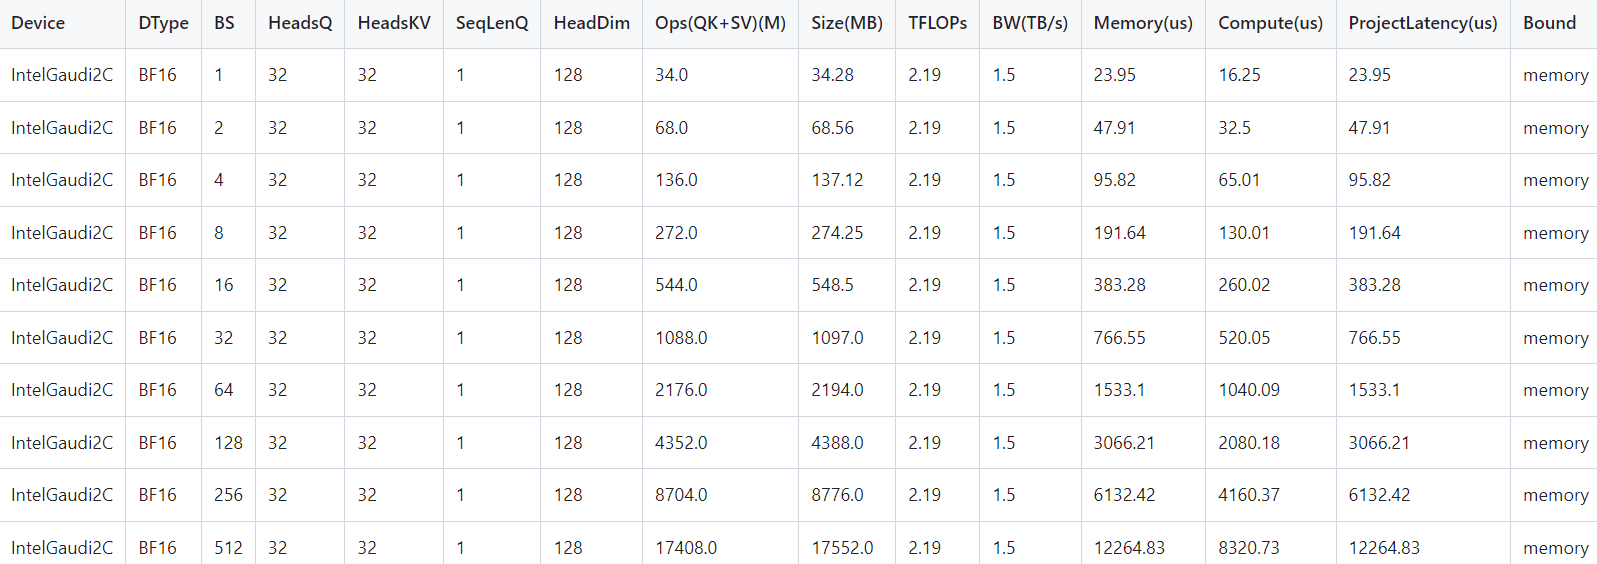 Device DType BS HeadsQ HeadsKV SeqLenQ HeadDim Ops(QK+SV)(M) Size(MB) TFLOPs BW(TB/s) Memory(us) Compute(us) ProjectLatency(us) Bound
IntelGaudi2C BF16 1 32 32 1 128 34.0 34.28 2.19 1.5 23.95 16.25 23.95 memory
IntelGaudi2C BF16 2 32 32 1 128 68.0 68.56 2.19 1.5 47.91 32.5 47.91 memory
IntelGaudi2C BF16 4 32 32 1 128 136.0 137.12 2.19 1.5 95.82 65.01 95.82 memory
IntelGaudi2C BF16 8 32 32 1 128 272.0 274.25 2.19 1.5 191.64 130.01 191.64 memory
IntelGaudi2C BF16 16 32 32 1 128 544.0 548.5 2.19 1.5 383.28 260.02 383.28 memory
IntelGaudi2C BF16 32 32 32 1 128 1088.0 1097.0 2.19 1.5 766.55 520.05 766.55 memory
IntelGaudi2C BF16 64 32 32 1 128 2176.0 2194.0 2.19 1.5 1533.1 1040.09 1533.1 memory
IntelGaudi2C BF16 128 32 32 1 128 4352.0 4388.0 2.19 1.5 3066.21 2080.18 3066.21 memory
IntelGaudi2C BF16 256 32 32 1 128 8704.0 8776.0 2.19 1.5 6132.42 4160.37 6132.42 memory
IntelGaudi2C BF16 512 32 32 1 128 17408.0 17552.0 2.19 1.5 12264.83 8320.73 12264.83 memory